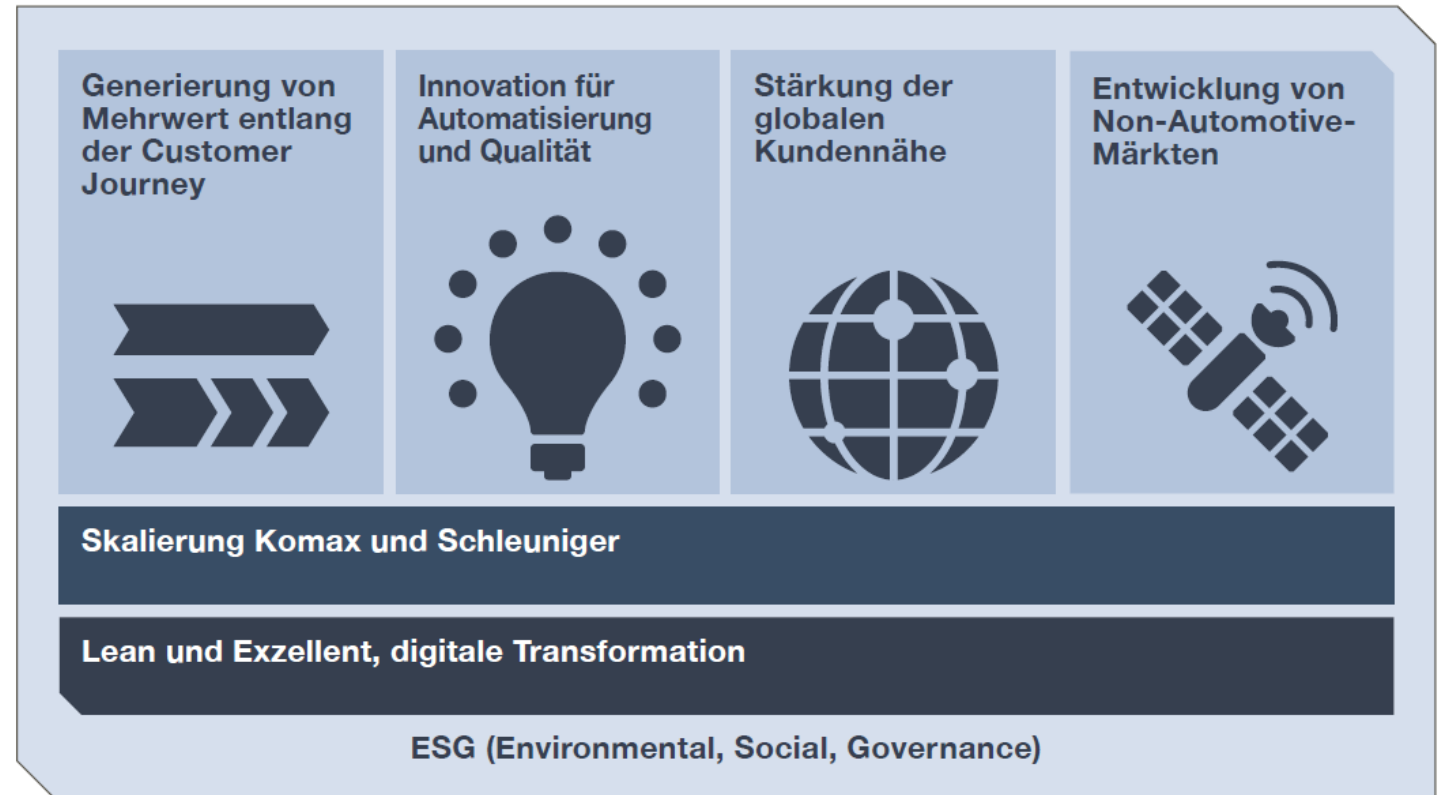 Generierung von
Mehrwert entlang
der Customer
Journey
Innovation für
Automatisierung
und Qualität
Stärkung der
globalen
Kundennähe
Entwicklung von
Non-Automotive-
Märkten
Skalierung Komax und Schleuniger
Lean und Exzellent, digitale Transformation
ESG (Environmental, Social, Governance)